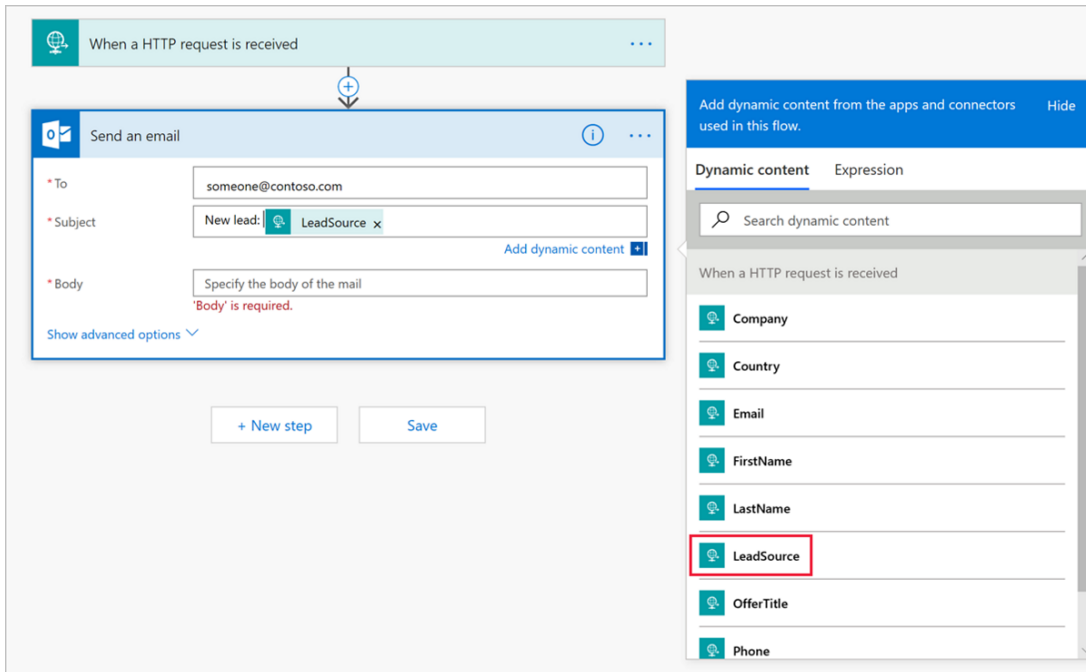 When a HTTP request is received
...
Send an email
...
* To
someone@contoso.com
* Subject
New lead: LeadSource x
Add dynamic content +
* Body
Specify the body of the mail
'Body' is required.
Show advanced options
+ New step
Save
Add dynamic content from the apps and connectors
used in this flow.
Hide
Dynamic content
Expression
Search dynamic content
When a HTTP request is received
Company
Country
Email
FirstName
LastName
LeadSource
OfferTitle
Phone